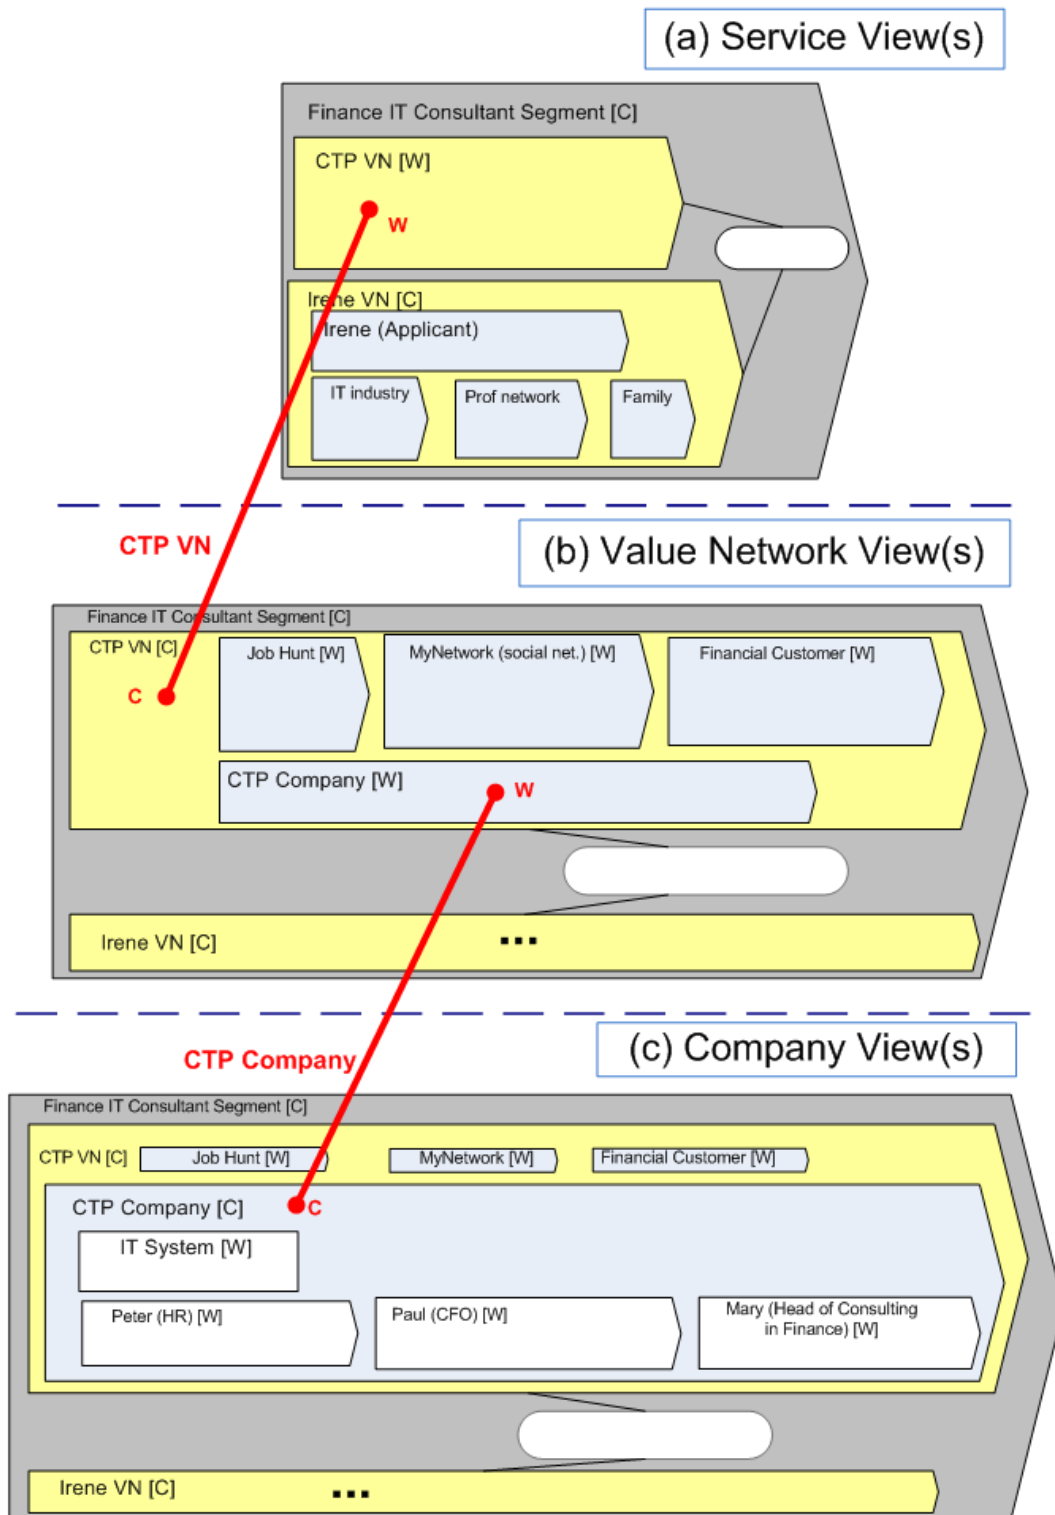 (a) Service View(s)
Finance IT Consultant Segment [C]
CTP VN [W]
W
Irene VN [C]
Irene (Applicant)
IT industry
Prof network
Family
CTP VN
(b) Value Network View(s)
Finance IT Consultant Segment [C]
CTP VN [C]
Job Hunt [W]
MyNetwork (social net.) [W]
Financial Customer [W]
C
CTP Company [W]
W
Irene VN [C]
...
CTP Company
(c) Company View(s)
Finance IT Consultant Segment [C]
CTP VN [C]
Job Hunt [W]
MyNetwork [W]
Financial Customer [W]
CTP Company [C]
C
IT System [W]
Peter (HR) [W]
Paul (CFO) [W]
Mary (Head of Consulting
in Finance) [W]
Irene VN [C]
...